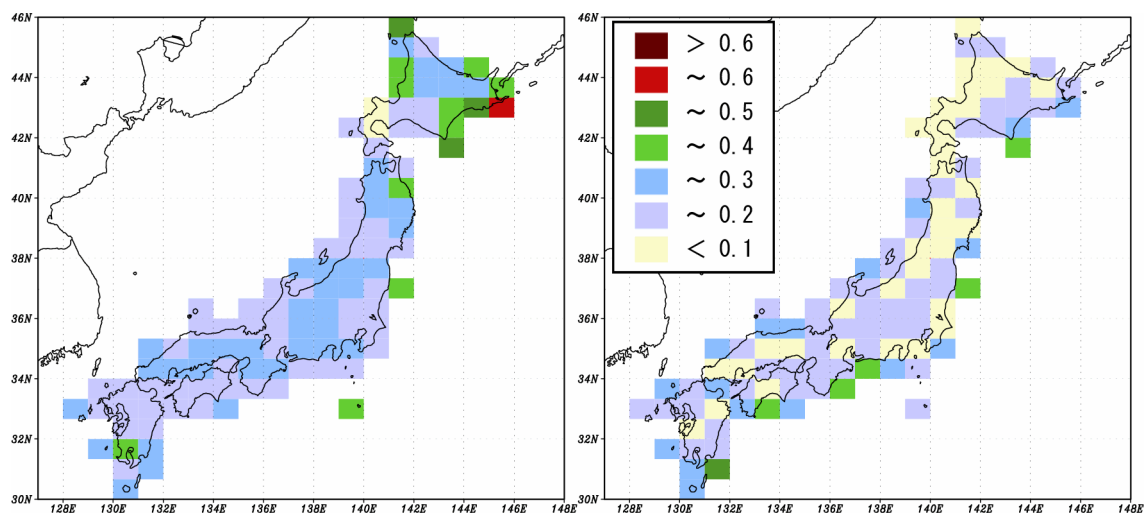 46N
44N
42N
40N
38N
36N
34N
32N
30N
128E 130E 132E 134E 136E 138E 140E 142E 144E 146E 148E
46N
44N
42N
40N
38N
36N
34N
32N
30N
128E 130E 132E 134E 136E 138E 140E 142E 144E 146E 148E
> 0.6
~ 0.6
~ 0.5
~ 0.4
~ 0.3
~ 0.2
< 0.1